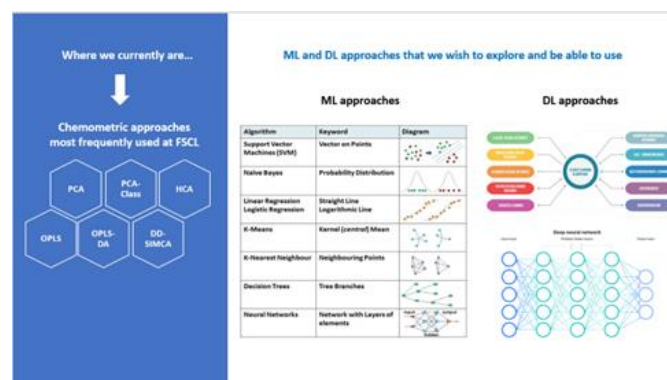 Where we currently are...
Chemometric approaches
most frequently used at FSCL
PCA
PCA-
Class
HCA
OPLS
OPLS-
DA
DD-
SIMCA
ML and DL approaches that we wish to explore and be able to use
ML approaches
Algorithm Keyword Diagram
Support Vector
Machines (SVM)
Vector on Points
Naive Bayes Probability Distribution
Linear Regression
Logistic Regression
Straight Line
Logarithmic Line
K-Means Kernel (central) Mean
K-Nearest Neighbour Neighbouring Points
Decision Trees Tree Branches
Neural Networks Network with Layers of
elements
input output
DL approaches
Deep neural network